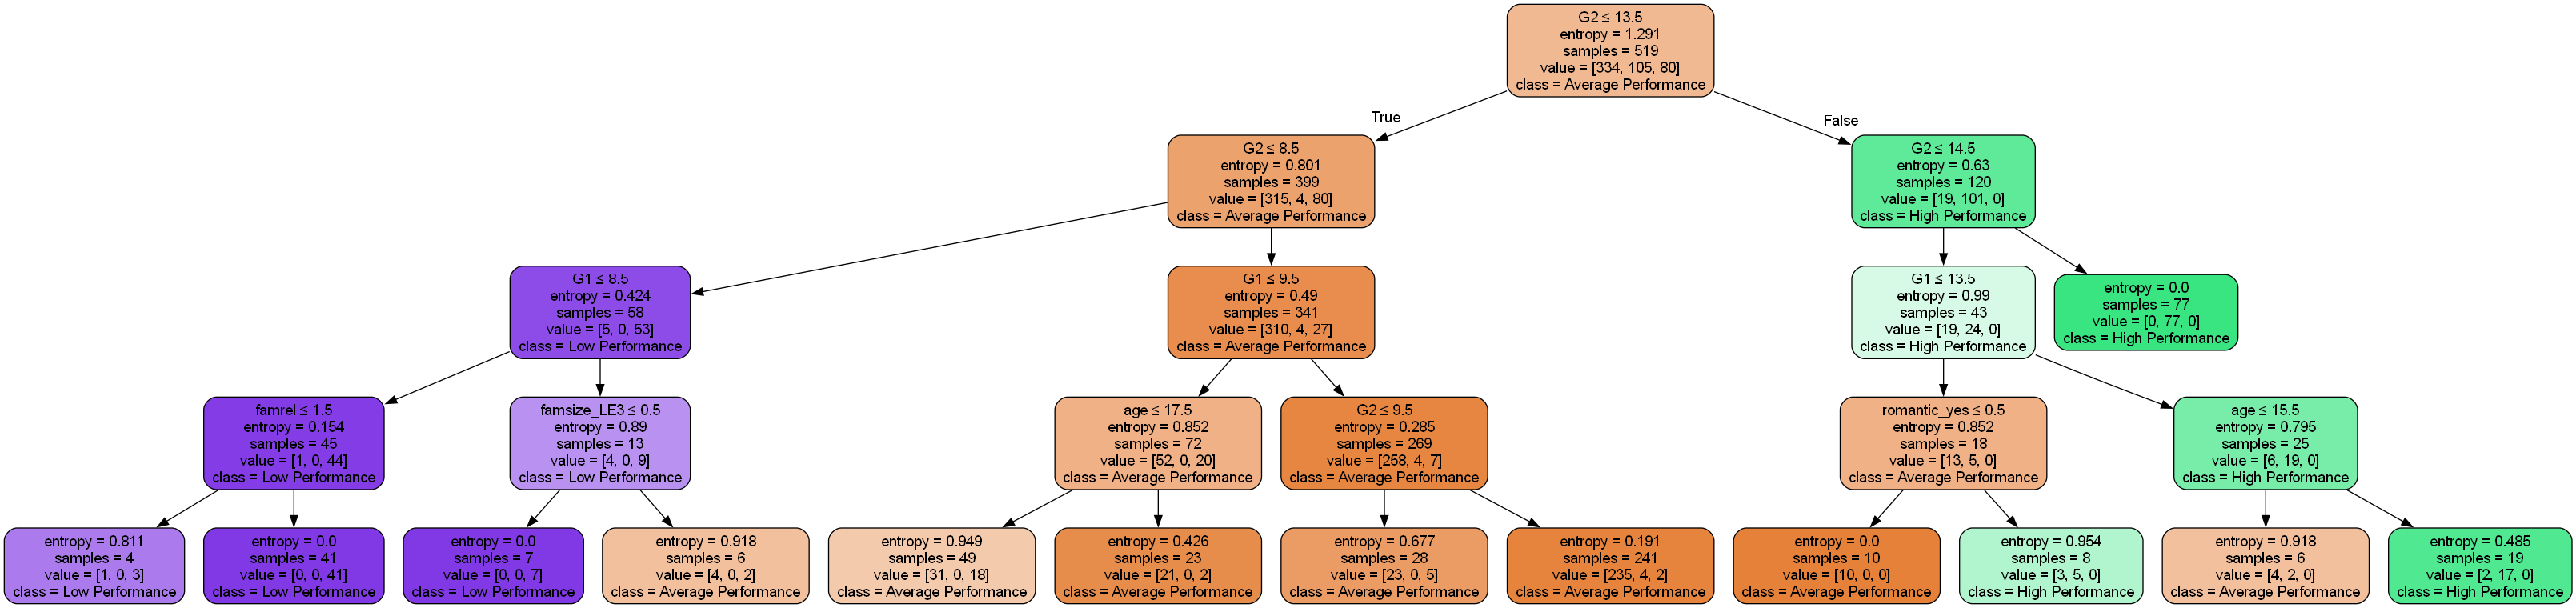 G2 ≤ 13.5
entropy = 1.291
samples = 519
value = [334, 105, 80]
class = Average Performance
True
False
G2 ≤ 8.5
entropy = 0.801
samples = 399
value = [315, 4, 80]
class = Average Performance
G2 ≤ 14.5
entropy = 0.63
samples = 120
value = [19, 101, 0]
class = High Performance
G1 ≤ 8.5
entropy = 0.424
samples = 58
value = [5, 0, 53]
class = Low Performance
G1 ≤ 9.5
entropy = 0.49
samples = 341
value = [310, 4, 27]
class = Average Performance
G1 ≤ 13.5
entropy = 0.99
samples = 43
value = [19, 24, 0]
class = High Performance
entropy = 0.0
samples = 77
value = [0, 77, 0]
class = High Performance
famrel ≤ 1.5
entropy = 0.154
samples = 45
value = [1, 0, 44]
class = Low Performance
famsize_LE3 ≤ 0.5
entropy = 0.89
samples = 13
value = [4, 0, 9]
class = Low Performance
age ≤ 17.5
entropy = 0.852
samples = 72
value = [52, 0, 20]
class = Average Performance
G2 ≤ 9.5
entropy = 0.285
samples = 269
value = [258, 4, 7]
class = Average Performance
romantic_yes ≤ 0.5
entropy = 0.852
samples = 18
value = [13, 5, 0]
class = Average Performance
age ≤ 15.5
entropy = 0.795
samples = 25
value = [6, 19, 0]
class = High Performance
entropy = 0.811
samples = 4
value = [1, 0, 3]
class = Low Performance
entropy = 0.0
samples = 41
value = [0, 0, 41]
class = Low Performance
entropy = 0.0
samples = 7
value = [0, 0, 7]
class = Low Performance
entropy = 0.918
samples = 6
value = [4, 0, 2]
class = Average Performance
entropy = 0.949
samples = 49
value = [31, 0, 18]
class = Average Performance
entropy = 0.426
samples = 23
value = [21, 0, 2]
class = Average Performance
entropy = 0.677
samples = 28
value = [23, 0, 5]
class = Average Performance
entropy = 0.191
samples = 241
value = [235, 4, 2]
class = Average Performance
entropy = 0.0
samples = 10
value = [10, 0, 0]
class = Average Performance
entropy = 0.954
samples = 8
value = [3, 5, 0]
class = High Performance
entropy = 0.918
samples = 6
value = [4, 2, 0]
class = Average Performance
entropy = 0.485
samples = 19
value = [2, 17, 0]
class = High Performance